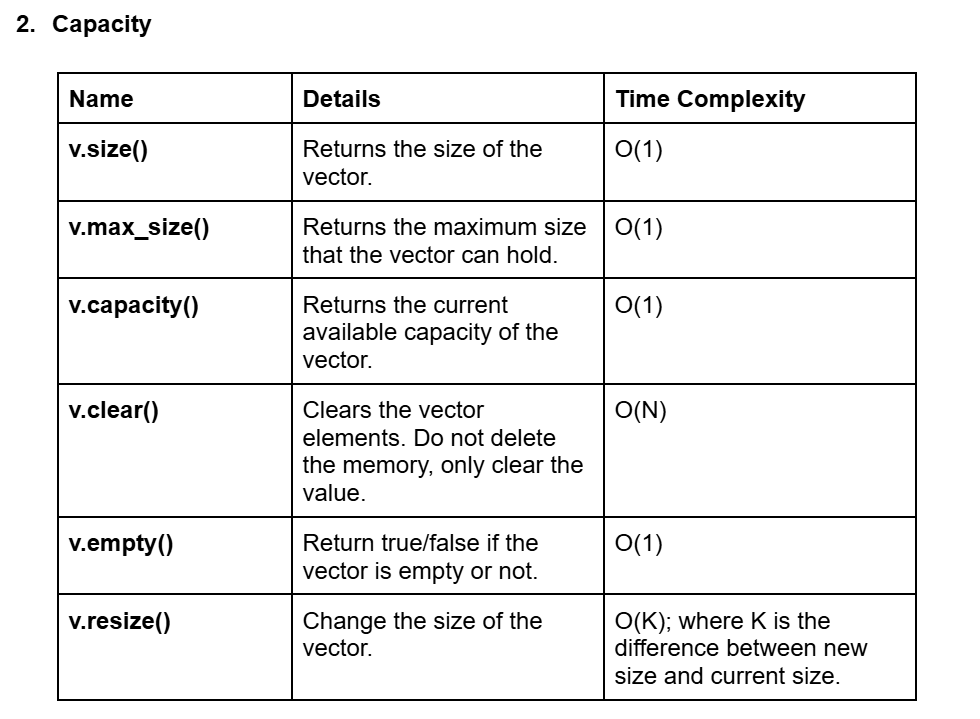 2. Capacity
Name
Details
Time Complexity
v.size()
Returns the size of the
vector.
O(1)
v.max_size()
Returns the maximum size
that the vector can hold.
O(1)
v.capacity()
Returns the current
available capacity of the
vector.
O(1)
v.clear()
Clears the vector
elements. Do not delete
the memory, only clear the
value.
O(N)
v.empty()
Return true/false if the
vector is empty or not.
O(1)
v.resize()
Change the size of the
vector.
O(K); where K is the
difference between new
size and current size.